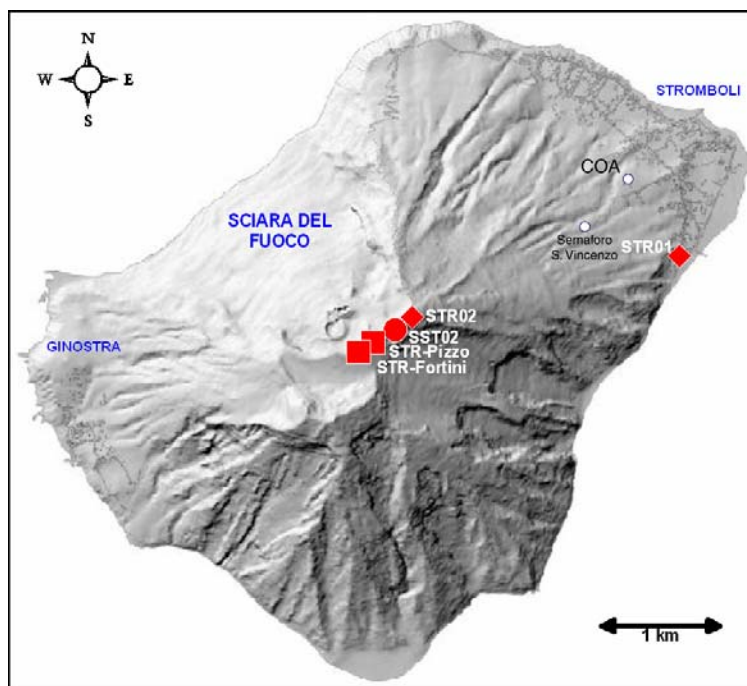 N
W E
S
STROMBOLI
COA
SCIARA DEL
FUOCO
Semaforo
S. Vincenzo
STR01
STR02
SST02
STR-Pizzo
STR-Fortini
GINOSTRA
1 km